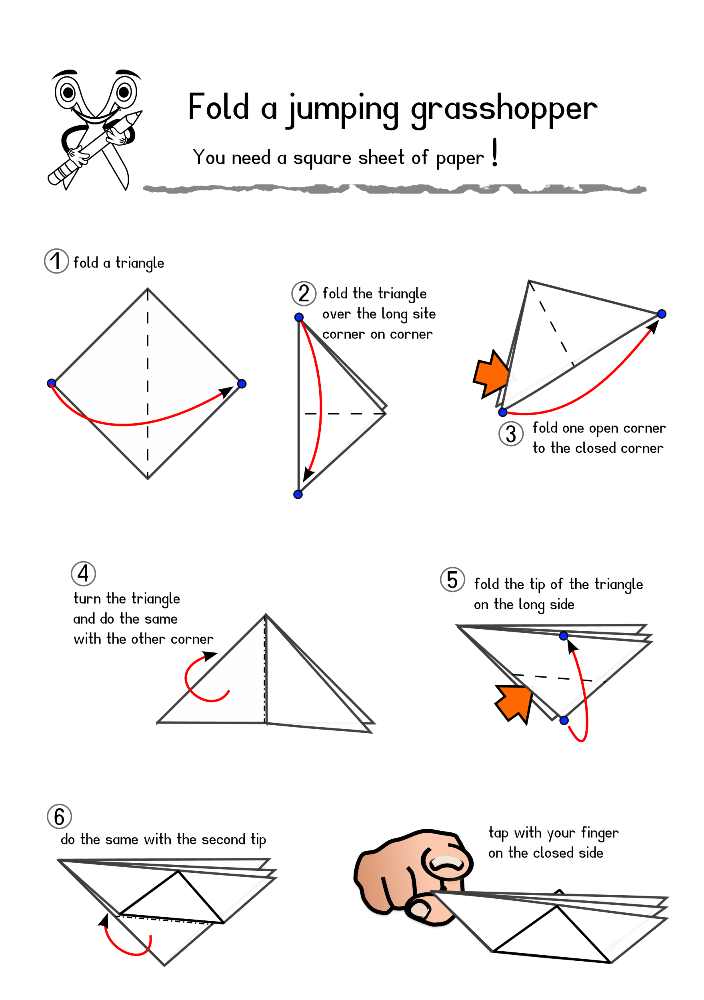 Fold a jumping grasshopper
You need a square sheet of paper!
1 fold a triangle
2 fold the triangle
over the long site
corner on corner
3 fold one open corner
to the closed corner
4
turn the triangle
and do the same
with the other corner
5 fold the tip of the triangle
on the long side
6
do the same with the second tip
tap with your finger
on the closed side